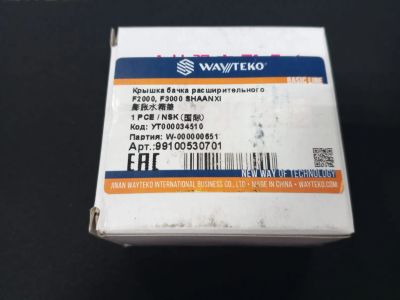 WAYTEKO
BASIC LINE
Крышка бачка расширительного
F2000, F3000 SHAANXI
膨胀水箱盖
1 PCE / NSK (国际)
Код: УТ000034510
Партия: W-000000651
Арт.:99100530701
EAC
NEW WAY OF TECHNOLOGY
JINAN WAYTEKO INTERNATIONAL BUSINESS CO., LTD • MADE IN CHINA • WAYTEKO.COM